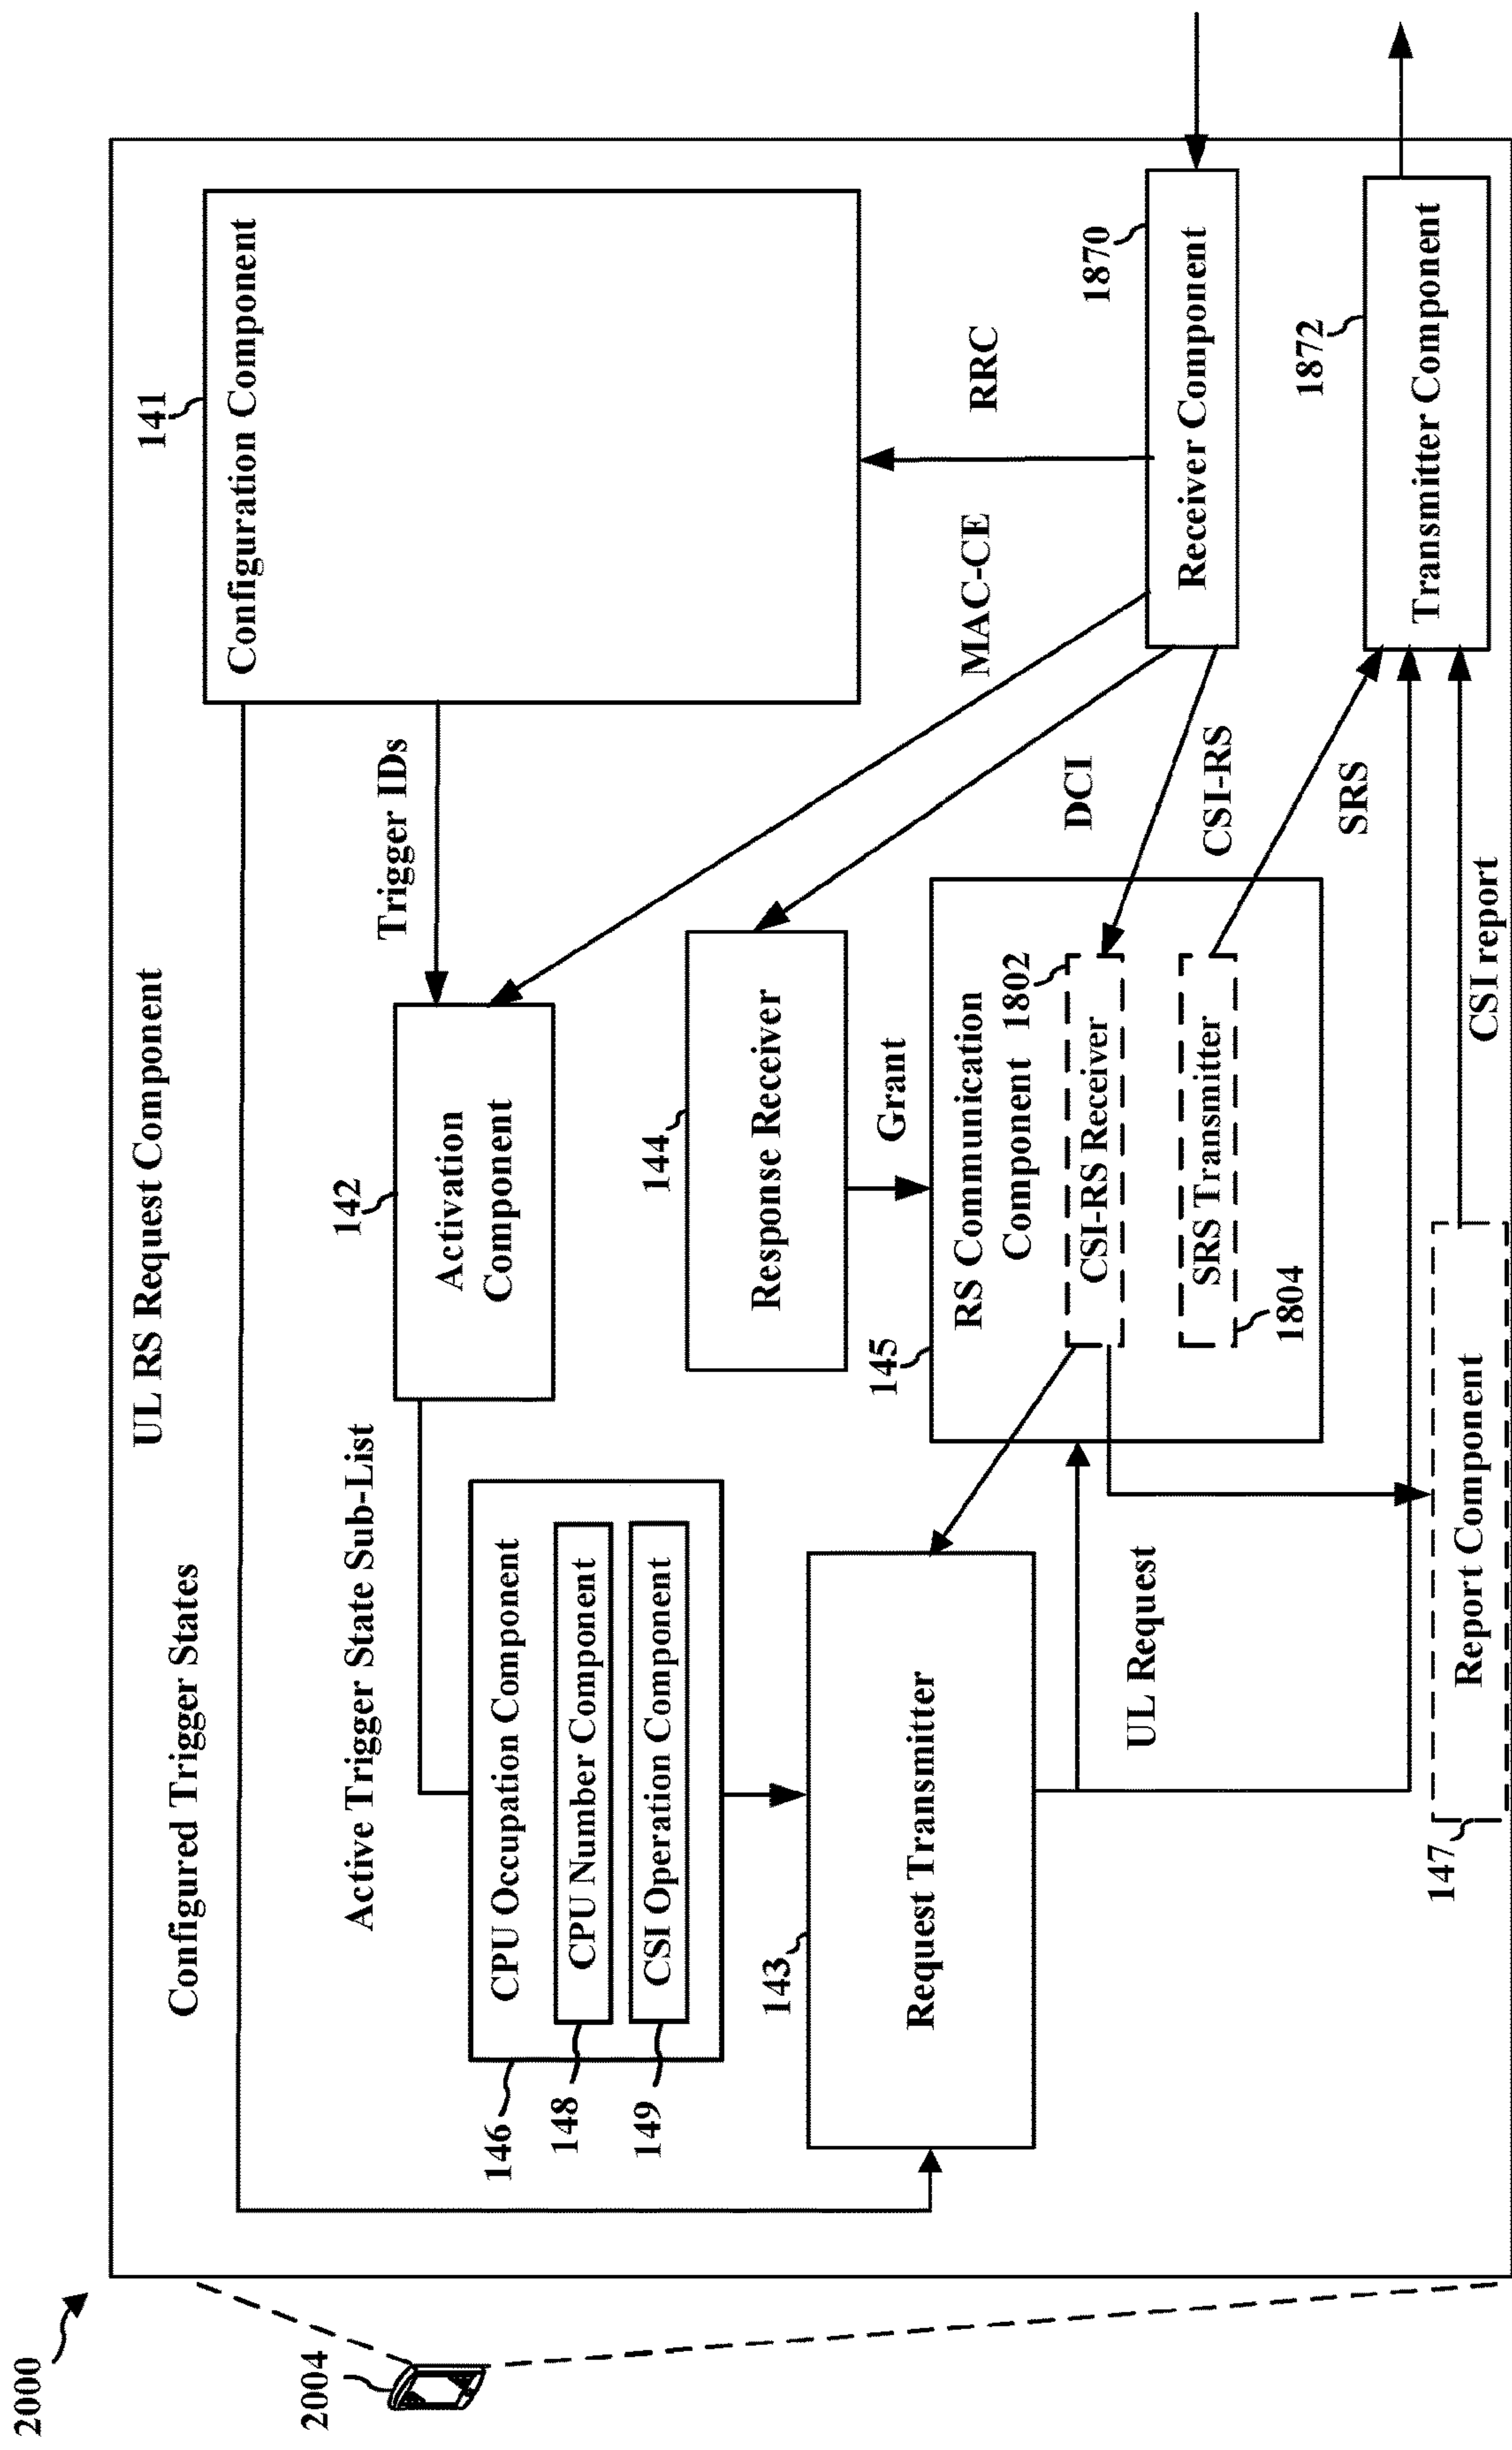 2000
2004
UL RS Request Component
Configured Trigger States
141
Configuration Component
Trigger IDs
142
Activation
Component
Active Trigger State Sub-List
146
CPU Occupation Component
148
CPU Number Component
149
CSI Operation Component
143
Request Transmitter
144
Response Receiver
Grant
145
RS Communication
Component
1802
CSI-RS Receiver
SRS Transmitter
1804
UL Request
MAC-CE
RRC
DCI
CSI-RS
1870
Receiver Component
SRS
1872
Transmitter Component
CSI report
147
Report Component